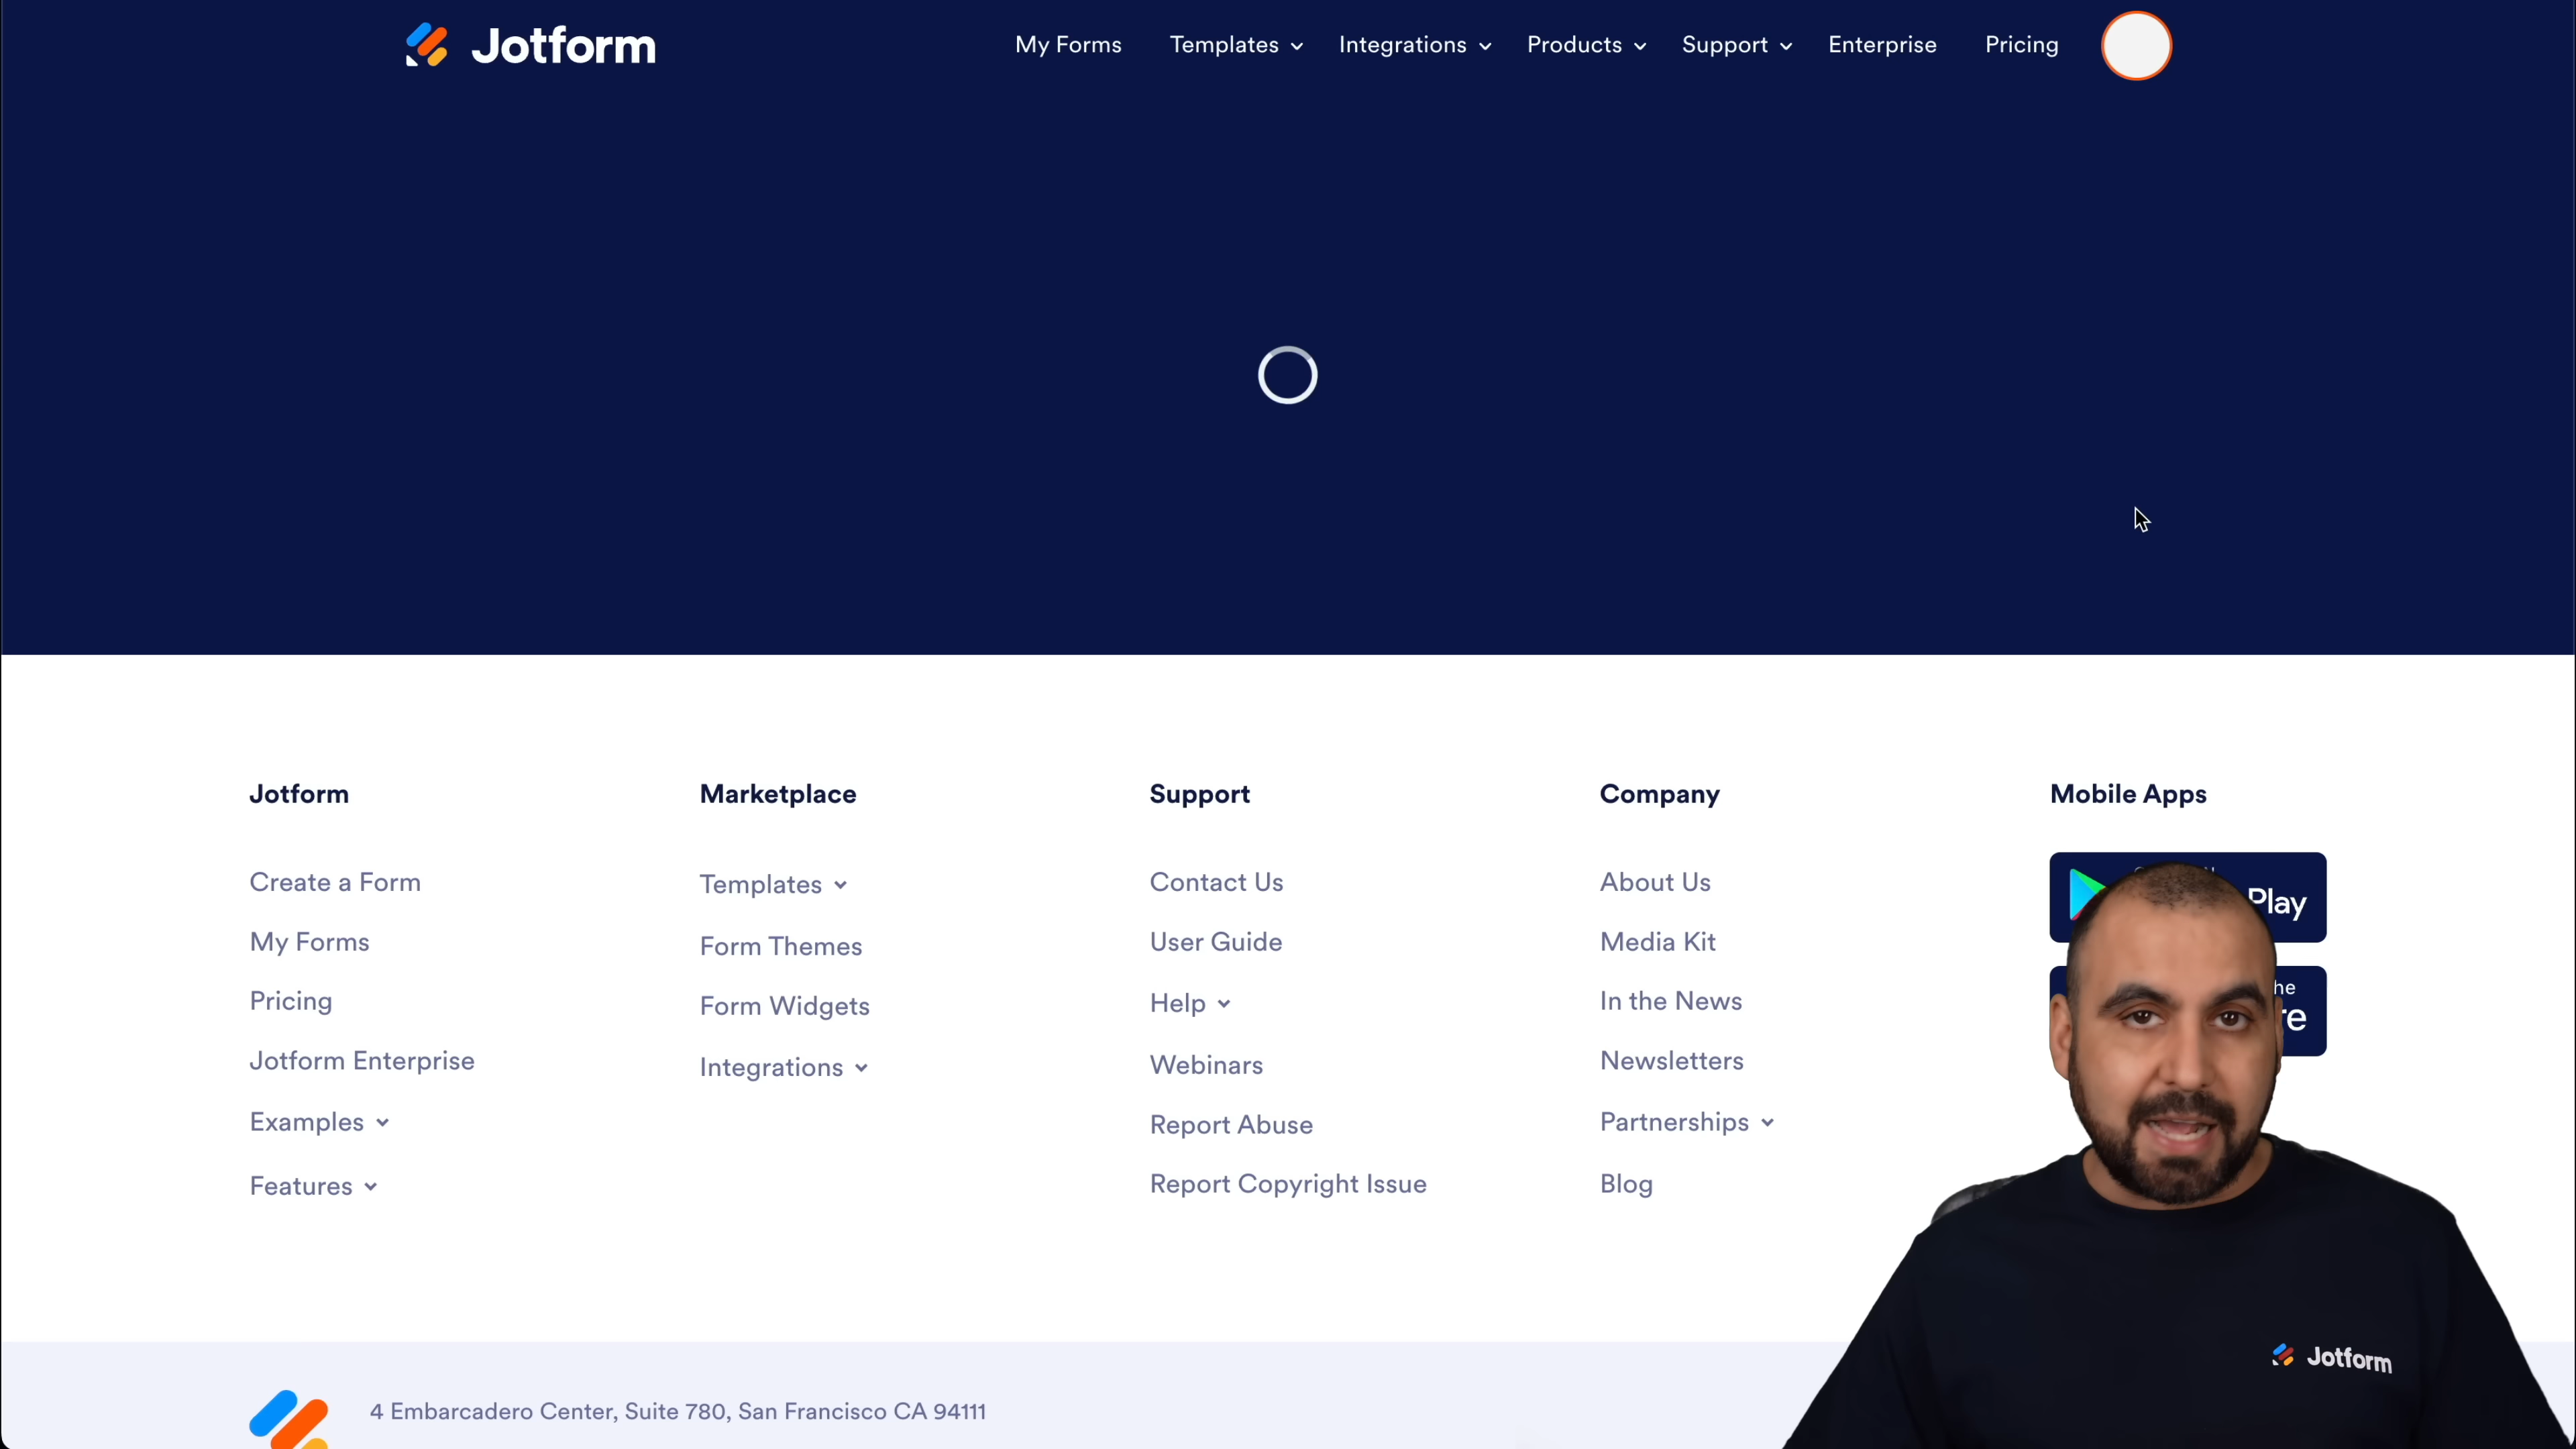 Jotform
My Forms Templates Integrations Products Support Enterprise Pricing
Jotform
Create a Form
My Forms
Pricing
Jotform Enterprise
Examples
Features
Marketplace
Templates
Form Themes
Form Widgets
Integrations
Support
Contact Us
User Guide
Help
Webinars
Report Abuse
Report Copyright Issue
Company
About Us
Media Kit
In the News
Newsletters
Partnerships
Blog
Mobile Apps
Play
Jotform
4 Embarcadero Center, Suite 780, San Francisco CA 94111